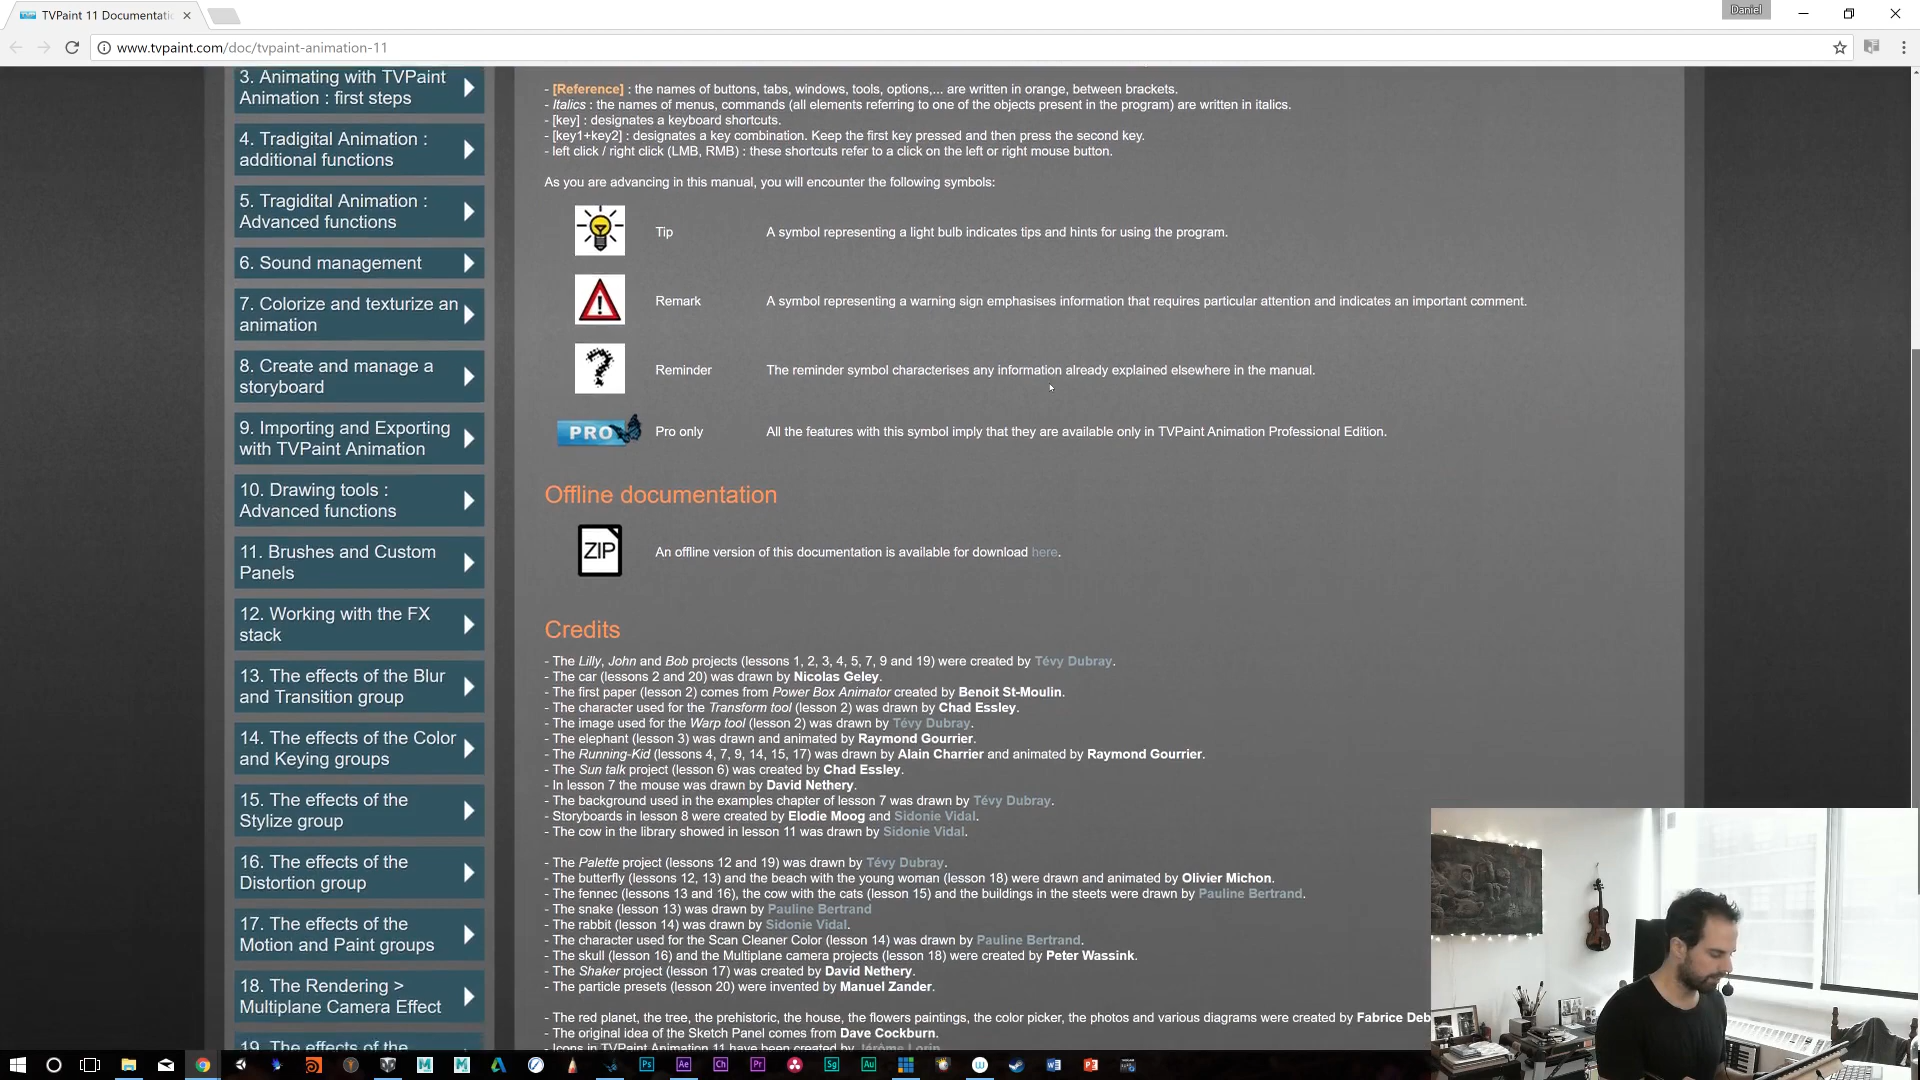 TVPaint 11 Documentati
Daniel
www.tvpaint.com/doc/tvpaint-animation-11
3. Animating with TVPaint
Animation : first steps
4. Tradigital Animation :
additional functions
5. Tragidital Animation :
Advanced functions
6. Sound management
7. Colorize and texturize an
animation
8. Create and manage a
storyboard
9. Importing and Exporting
with TVPaint Animation
10. Drawing tools :
Advanced functions
11. Brushes and Custom
Panels
12. Working with the FX
stack
13. The effects of the Blur
and Transition group
14. The effects of the Color
and Keying groups
15. The effects of the
Stylize group
16. The effects of the
Distortion group
17. The effects of the
Motion and Paint groups
18. The Rendering >
Multiplane Camera Effect
19. The effects of the
- [Reference] : the names of buttons, tabs, windows, tools, options,... are written in orange, between brackets.
- Italics : the names of menus, commands (all elements referring to one of the objects present in the program) are written in italics.
- [key] : designates a keyboard shortcuts.
- [key1+key2] : designates a key combination. Keep the first key pressed and then press the second key.
- left click / right click (LMB, RMB) : these shortcuts refer to a click on the left or right mouse button.
As you are advancing in this manual, you will encounter the following symbols:
Tip A symbol representing a light bulb indicates tips and hints for using the program.
Remark A symbol representing a warning sign emphasises information that requires particular attention and indicates an important comment.
Reminder The reminder symbol characterises any information already explained elsewhere in the manual.
PRO Pro only All the features with this symbol imply that they are available only in TVPaint Animation Professional Edition.
Offline documentation
ZIP An offline version of this documentation is available for download here.
Credits
- The Lilly, John and Bob projects (lessons 1, 2, 3, 4, 5, 7, 9 and 19) were created by Tévy Dubray.
- The car (lessons 2 and 20) was drawn by Nicolas Geley.
- The first paper (lesson 2) comes from Power Box Animator created by Benoit St-Moulin.
- The character used for the Transform tool (lesson 2) was drawn by Chad Essley.
- The image used for the Warp tool (lesson 2) was drawn by Tévy Dubray.
- The elephant (lesson 3) was drawn and animated by Raymond Gourrier.
- The Running-Kid (lessons 4, 7, 9, 14, 15, 17) was drawn by Alain Charrier and animated by Raymond Gourrier.
- The Sun talk project (lesson 6) was created by Chad Essley.
- In lesson 7 the mouse was drawn by David Nethery.
- The background used in the examples chapter of lesson 7 was drawn by Tévy Dubray.
- Storyboards in lesson 8 were created by Elodie Moog and Sidonie Vidal.
- The cow in the library showed in lesson 11 was drawn by Sidonie Vidal.
- The Palette project (lessons 12 and 19) was drawn by Tévy Dubray.
- The butterfly (lessons 12, 13) and the beach with the young woman (lesson 18) were drawn and animated by Olivier Michon.
- The fennec (lessons 13 and 16), the cow with the cats (lesson 15) and the buildings in the steets were drawn by Pauline Bertrand.
- The snake (lesson 13) was drawn by Pauline Bertrand
- The rabbit (lesson 14) was drawn by Sidonie Vidal.
- The character used for the Scan Cleaner Color (lesson 14) was drawn by Pauline Bertrand.
- The skull (lesson 16) and the Multiplane camera projects (lesson 18) were created by Peter Wassink.
- The Shaker project (lesson 17) was created by David Nethery.
- The particle presets (lesson 20) were invented by Manuel Zander.
- The red planet, the tree, the prehistoric, the house, the flowers paintings, the color picker, the photos and various diagrams were created by Fabrice Deb
- The original idea of the Sketch Panel comes from Dave Cockburn.
- Icons in TVPaint Animation 11 have been created by Jérôme Lorin
Ps Ae Ch Pr Sg Au